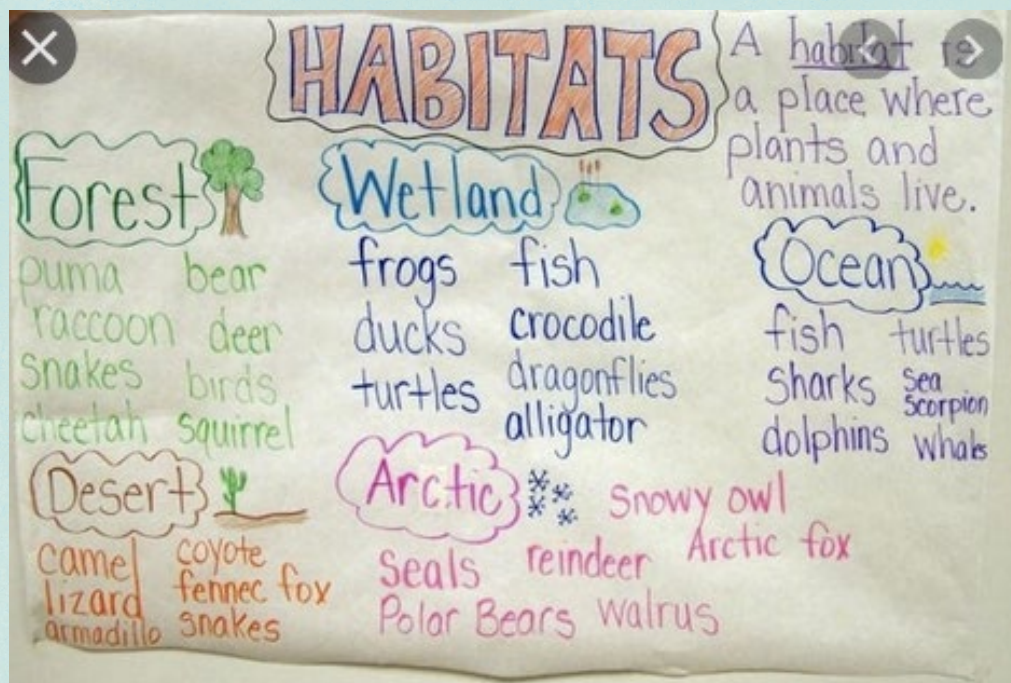 HABITATS
A habitat is
a place where
plants and
animals live.
Forest
puma bear
raccoon deer
snakes birds
cheetah squirrel
Wetland
frogs fish
ducks crocodile
turtles dragonflies
alligator
Ocean
fish turtles
Sharks Sea
Scorpion
dolphins whales
Desert
camel coyote
lizard fennec fox
armadillo snakes
Arctic
Snowy owl
Seals reindeer Arctic fox
Polar Bears Walrus